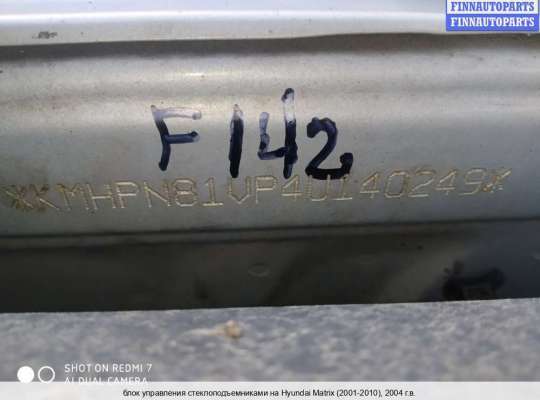 FINNAUTOPARTS
FINNAUTOPARTS
F 142
*KMHPN81VP4U140249*
SHOT ON REDMI 7
AI DUAL CAMERA
блок управления стеклоподъемниками на Hyundai Matrix (2001-2010), 2004 г.в.